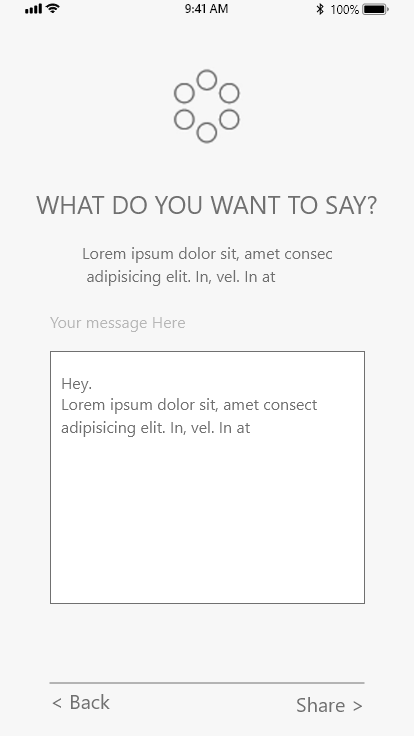 9:41 AM
100%
WHAT DO YOU WANT TO SAY?
Lorem ipsum dolor sit, amet consec
adipisicing elit. In, vel. In at
Your message Here
Hey.
Lorem ipsum dolor sit, amet consect
adipisicing elit. In, vel. In at
< Back
Share >